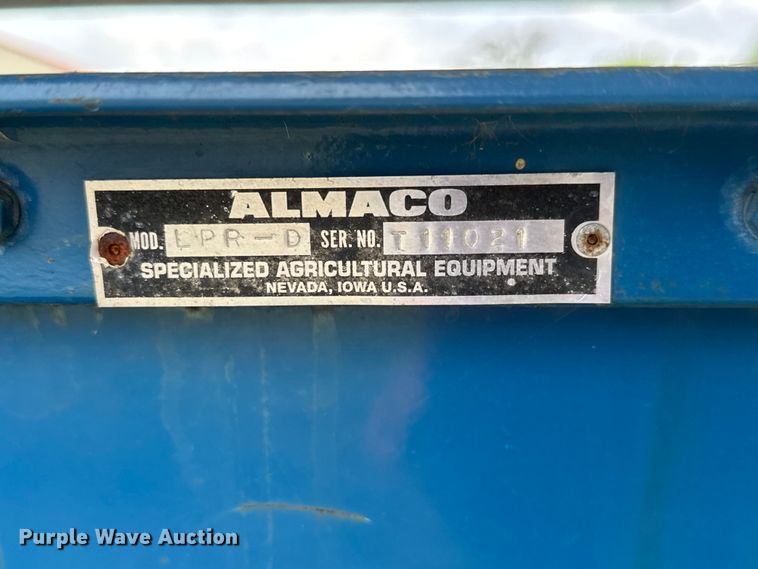 ALMACO
MOD. LPR-D SER. NO. T11021
SPECIALIZED AGRICULTURAL EQUIPMENT
NEVADA, IOWA U.S.A.
Purple Wave Auction